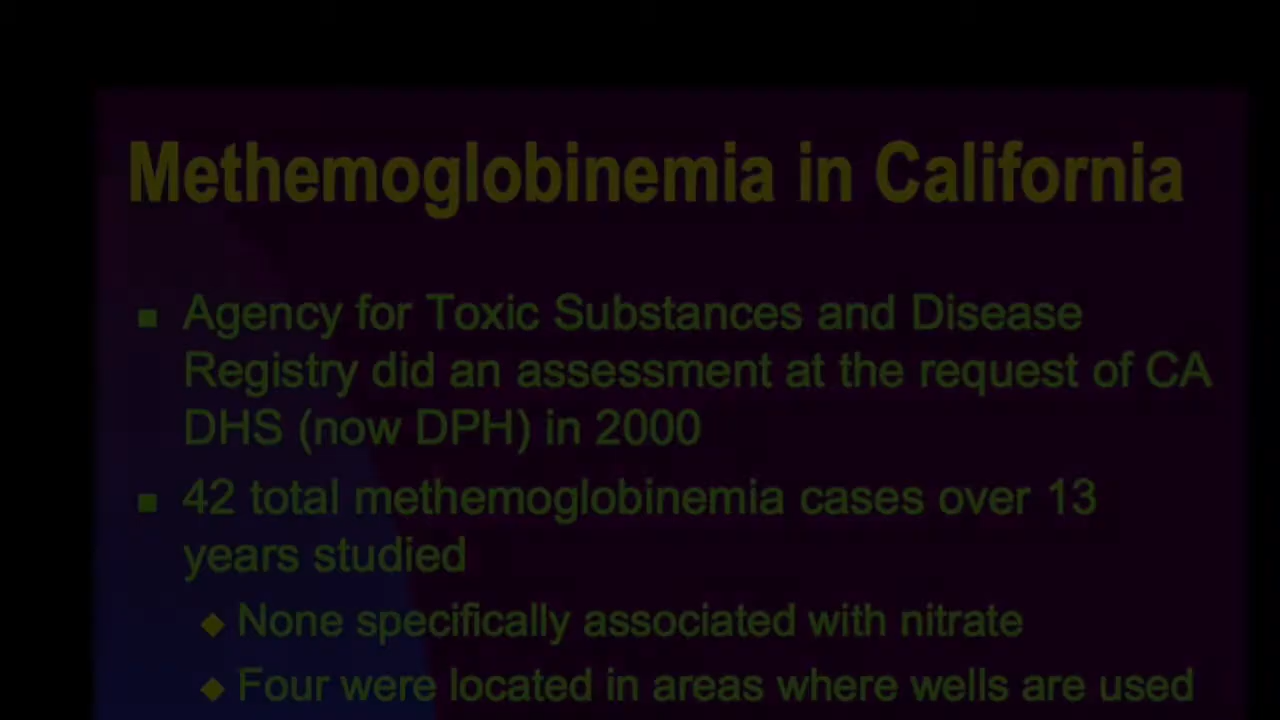 Methemoglobinemia in California
Agency for Toxic Substances and Disease
Registry did an assessment at the request of CA
DHS (now DPH) in 2000
42 total methemoglobinemia cases over 13
years studied
None specifically associated with nitrate
Four were located in areas where wells are used